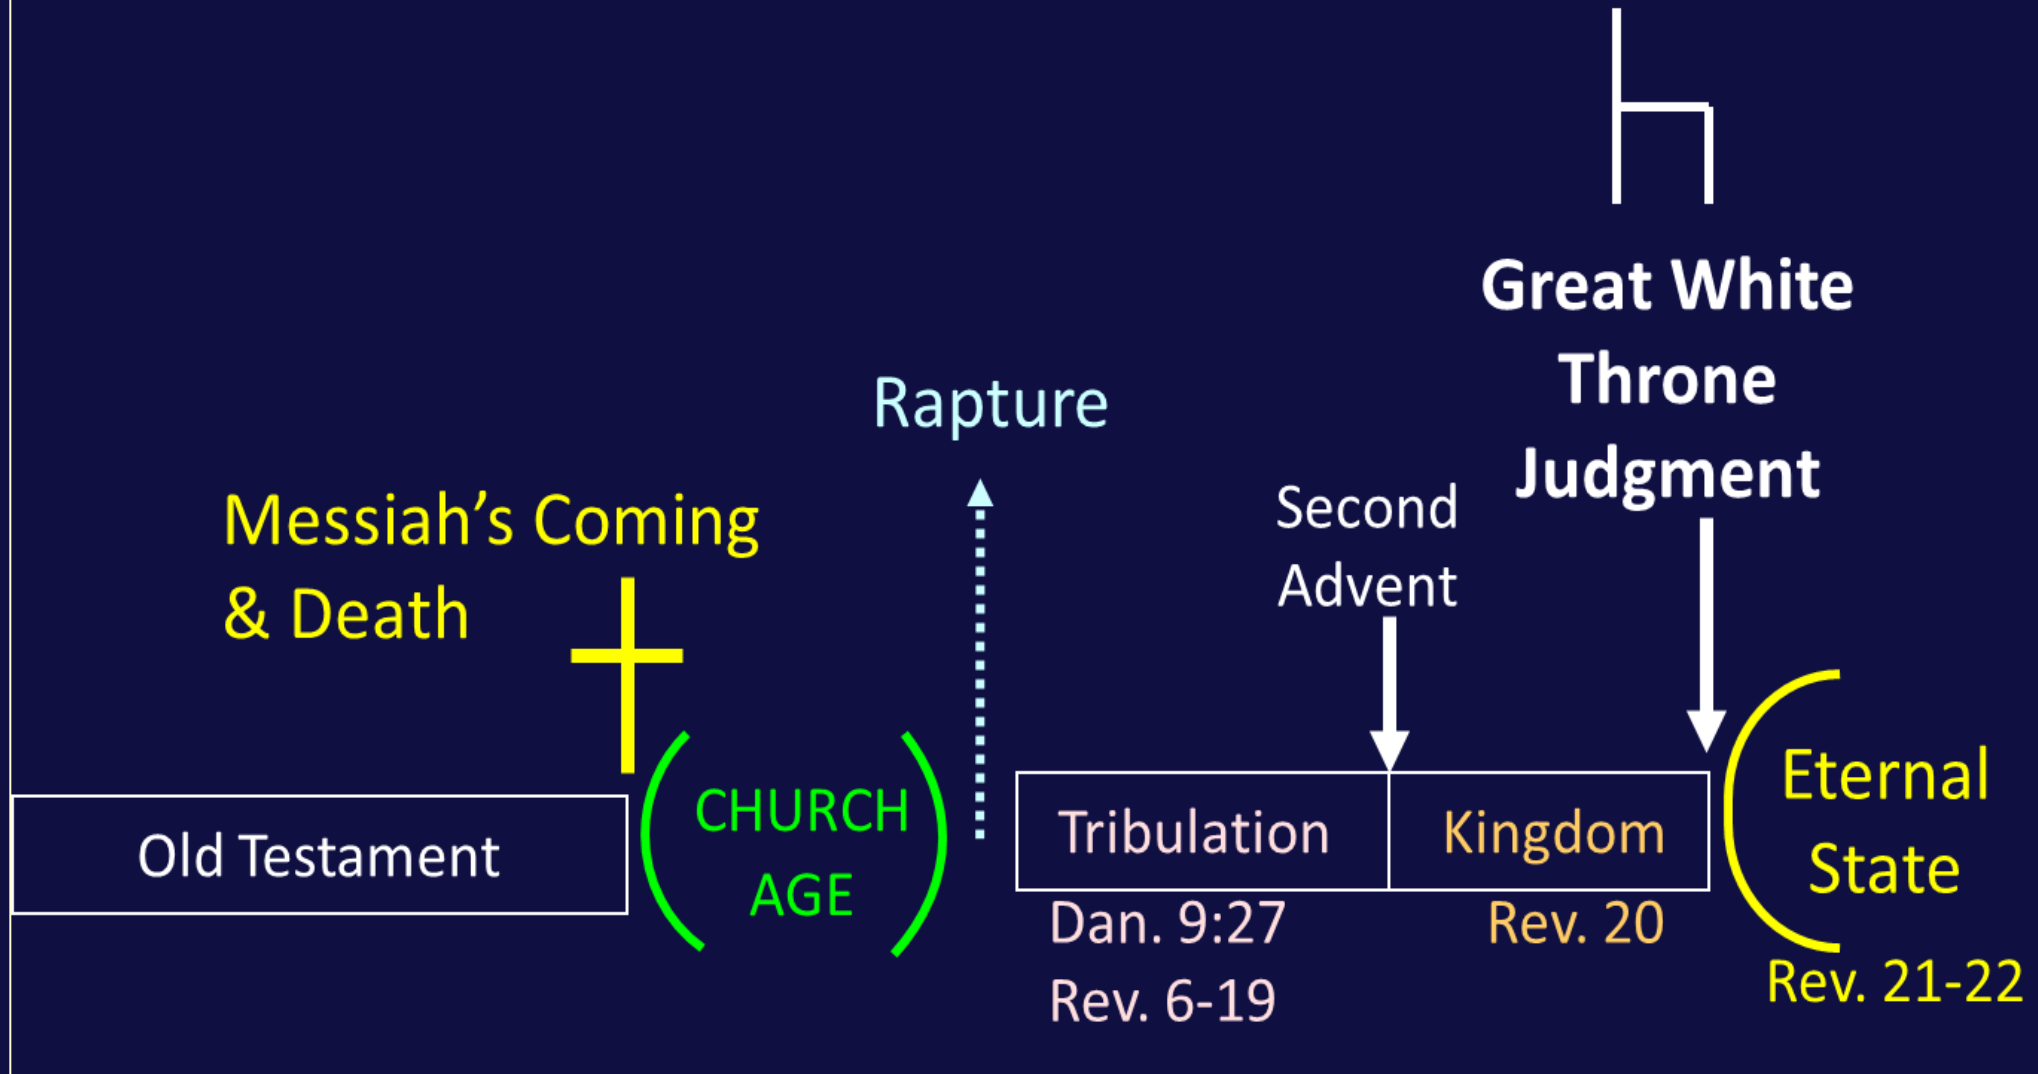 Great White
Throne
Judgment
Rapture
Messiah’s Coming
& Death
Second
Advent
Old Testament
CHURCH
AGE
Tribulation
Kingdom
Eternal
State
Dan. 9:27
Rev. 6-19
Rev. 20
Rev. 21-22